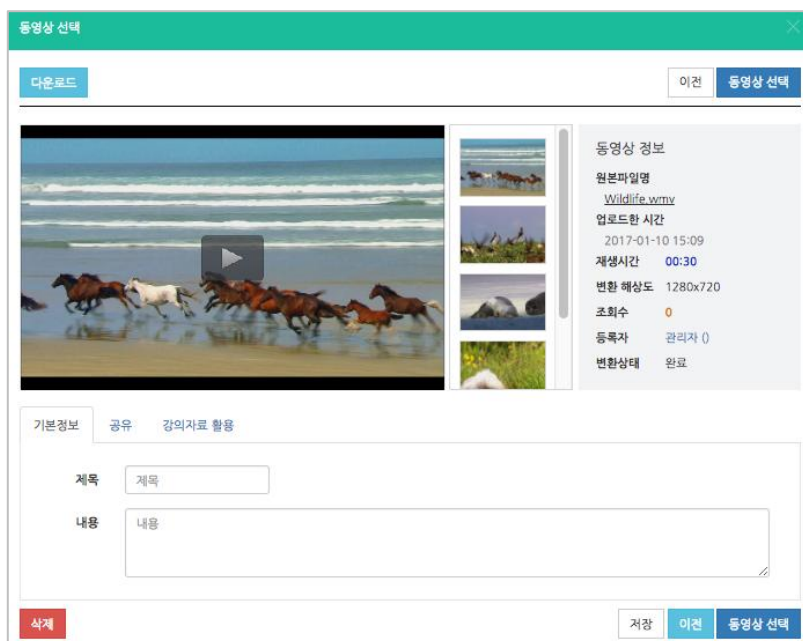 동영상 선택
다운로드
이전 동영상 선택
동영상 정보
원본파일명
Wildlife.wmv
업로드한 시간
2017-01-10 15:09
재생시간 00:30
변환 해상도 1280x720
조회수 0
등록자 관리자 ()
변환상태 완료
기본정보 공유 강의자료 활용
제목 제목
내용 내용
삭제 저장 이전 동영상 선택